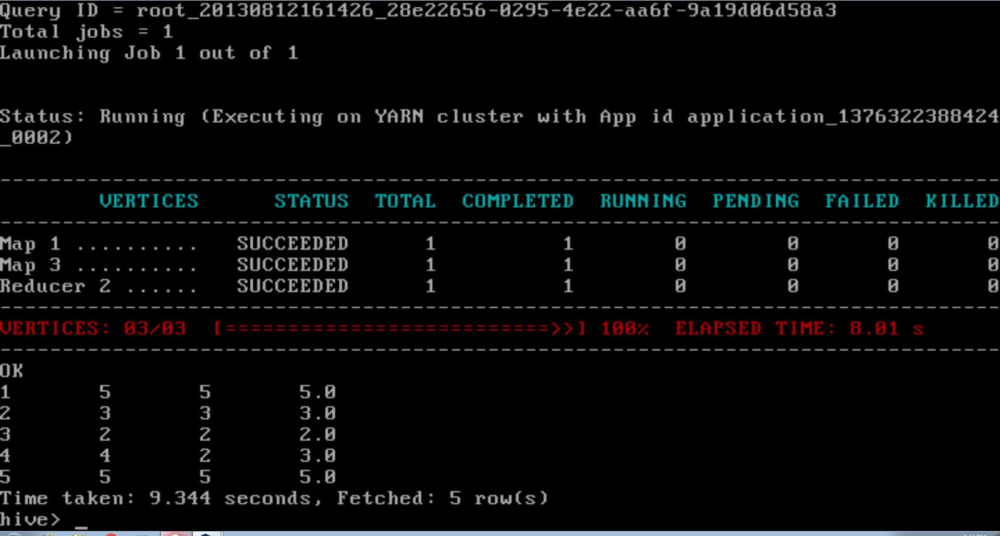 Query ID = root_20130812161426_28e22656-0295-4e22-aa6f-9a19d06d58a3
Total jobs = 1
Launching Job 1 out of 1
Status: Running (Executing on YARN cluster with App id application_1376322388424
_0002)
--------------------------------------------------------------------------------
        VERTICES      STATUS  TOTAL  COMPLETED  RUNNING  PENDING  FAILED  KILLED
--------------------------------------------------------------------------------
Map 1 ..........   SUCCEEDED      1          1        0        0       0       0
Map 3 ..........   SUCCEEDED      1          1        0        0       0       0
Reducer 2 ......   SUCCEEDED      1          1        0        0       0       0
--------------------------------------------------------------------------------
VERTICES: 03/03  [==========================>>] 100%  ELAPSED TIME: 8.01 s
--------------------------------------------------------------------------------
OK
1       5       5       5.0
2       3       3       3.0
3       2       2       2.0
4       4       2       3.0
5       5       5       5.0
Time taken: 9.344 seconds, Fetched: 5 row(s)
hive> _